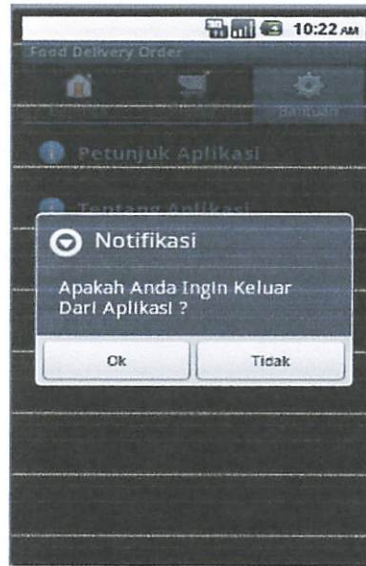 10:22 AM
Food Delivery Order
Bantuan
Petunjuk Aplikasi
Tentang Aplikasi
Notifikasi
Apakah Anda Ingin Keluar
Dari Aplikasi ?
Ok
Tidak